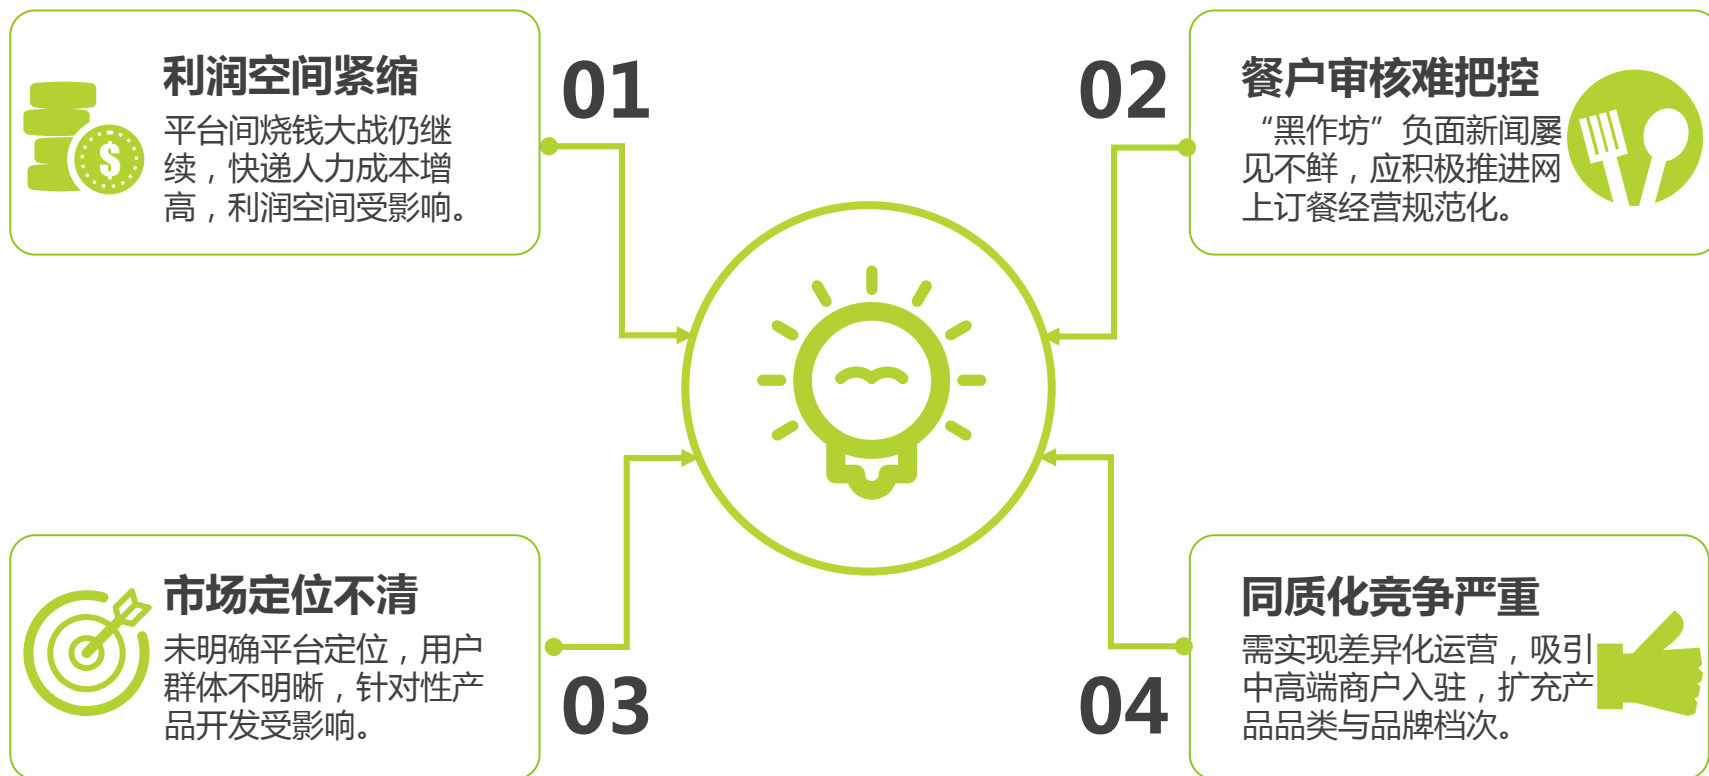 利润空间紧缩
平台间烧钱大战仍继
续，快递人力成本增
高，利润空间受影响。
01
02
餐户审核难把控
“黑作坊”负面新闻屡
见不鲜，应积极推进网
上订餐经营规范化。
市场定位不清
未明确平台定位，用户
群体不明晰，针对性产
品开发受影响。
03
04
同质化竞争严重
需实现差异化运营，吸引
中高端商户入驻，扩充产
品品类与品牌档次。
$